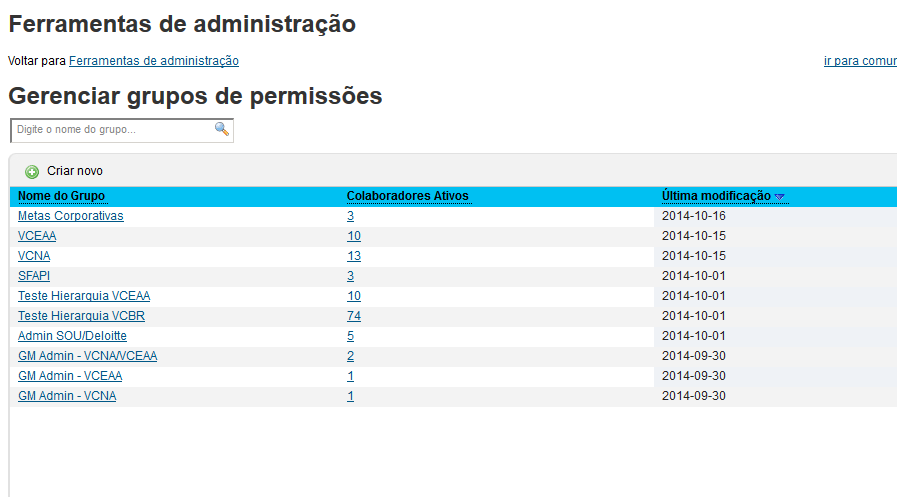 Ferramentas de administração
Voltar para Ferramentas de administração ir para comur
Gerenciar grupos de permissões
Digite o nome do grupo...
Criar novo
Nome do Grupo Colaboradores Ativos Última modificação
Metas Corporativas 3 2014-10-16
VCEAA 10 2014-10-15
VCNA 13 2014-10-15
SFAPI 3 2014-10-01
Teste Hierarquia VCEAA 10 2014-10-01
Teste Hierarquia VCBR 74 2014-10-01
Admin SOU/Deloitte 5 2014-10-01
GM Admin - VCNA/VCEAA 2 2014-09-30
GM Admin - VCEAA 1 2014-09-30
GM Admin - VCNA 1 2014-09-30